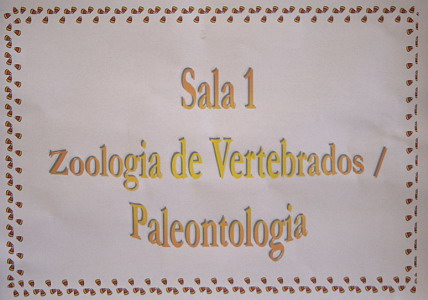 Sala 1
Zoologia de Vertebrados /
Paleontologia